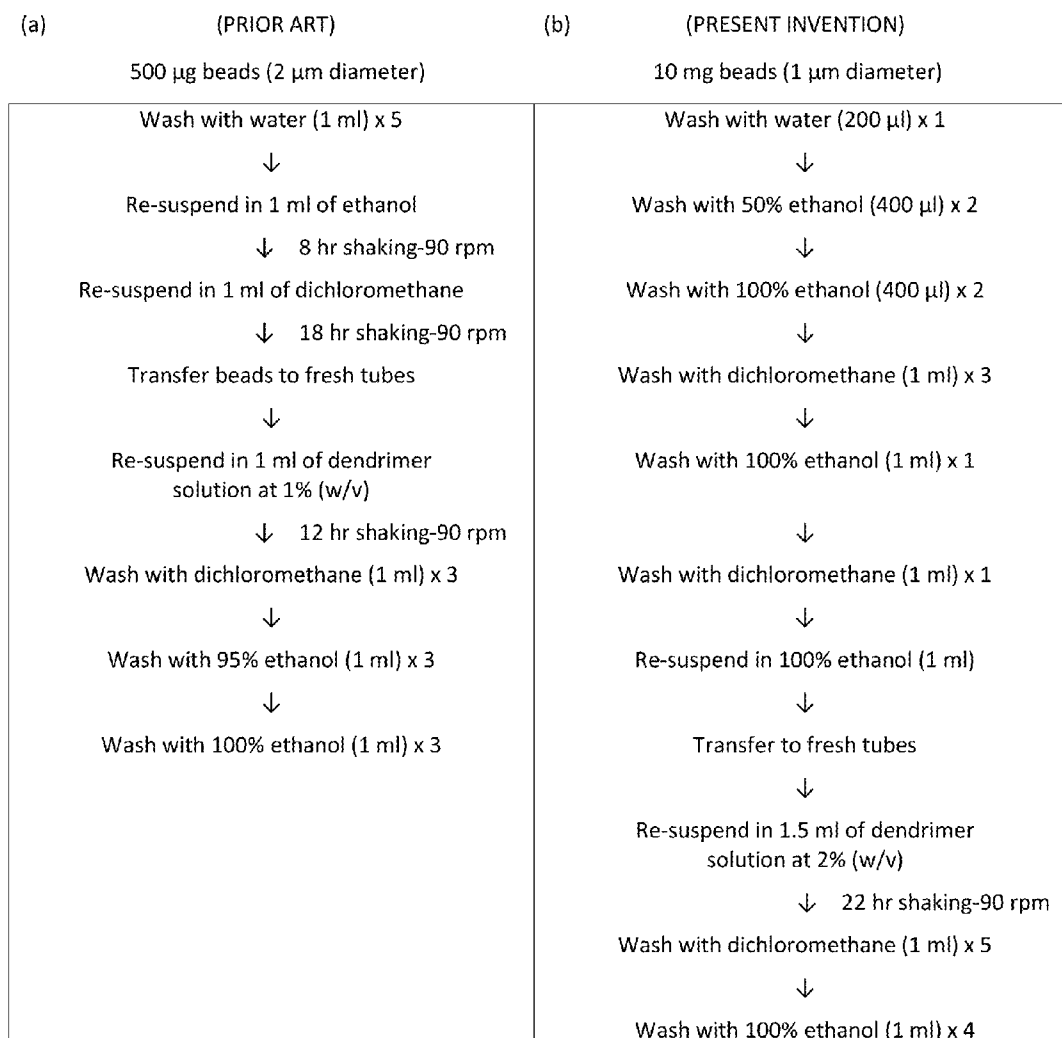 (a) (PRIOR ART)
500 µg beads (2 µm diameter)
Wash with water (1 ml) x 5
↓
Re-suspend in 1 ml of ethanol
↓ 8 hr shaking-90 rpm
Re-suspend in 1 ml of dichloromethane
↓ 18 hr shaking-90 rpm
Transfer beads to fresh tubes
↓
Re-suspend in 1 ml of dendrimer
solution at 1% (w/v)
↓ 12 hr shaking-90 rpm
Wash with dichloromethane (1 ml) x 3
↓
Wash with 95% ethanol (1 ml) x 3
↓
Wash with 100% ethanol (1 ml) x 3
(b) (PRESENT INVENTION)
10 mg beads (1 µm diameter)
Wash with water (200 µl) x 1
↓
Wash with 50% ethanol (400 µl) x 2
↓
Wash with 100% ethanol (400 µl) x 2
↓
Wash with dichloromethane (1 ml) x 3
↓
Wash with 100% ethanol (1 ml) x 1
↓
Wash with dichloromethane (1 ml) x 1
↓
Re-suspend in 100% ethanol (1 ml)
↓
Transfer to fresh tubes
↓
Re-suspend in 1.5 ml of dendrimer
solution at 2% (w/v)
↓ 22 hr shaking-90 rpm
Wash with dichloromethane (1 ml) x 5
↓
Wash with 100% ethanol (1 ml) x 4